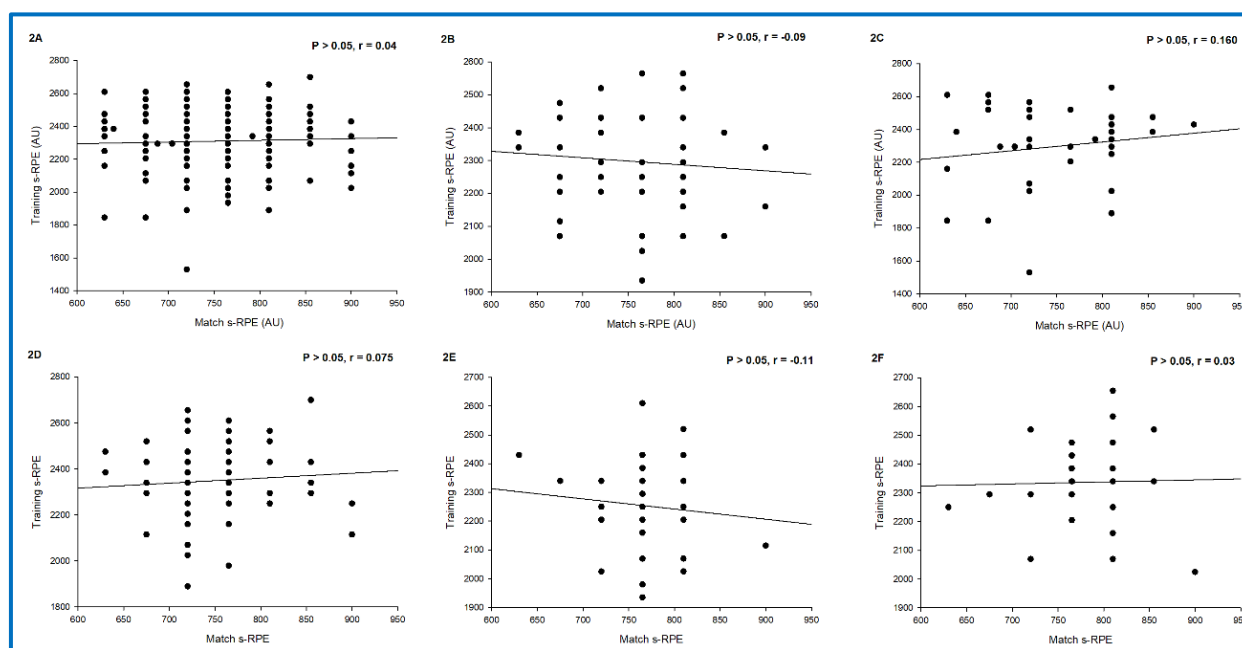 2A
P > 0.05, r = 0.04
2800
2600
2400
2200
2000
1800
1600
1400
Training s-RPE (AU)
600 650 700 750 800 850 900 950
Match s-RPE (AU)
2B
P > 0.05, r = -0.09
2600
2500
2400
2300
2200
2100
2000
1900
Training s-RPE (AU)
600 650 700 750 800 850 900 950
Match s-RPE (AU)
2C
P > 0.05, r = 0.160
2800
2600
2400
2200
2000
1800
1600
1400
Training s-RPE (AU)
600 650 700 750 800 850 900 950
Match s-RPE (AU)
2D
P > 0.05, r = 0.075
2800
2600
2400
2200
2000
1800
Training s-RPE
600 650 700 750 800 850 900 950
Match s-RPE
2E
P > 0.05, r = -0.11
2700
2600
2500
2400
2300
2200
2100
2000
1900
Training s-RPE
600 650 700 750 800 850 900 950
Match s-RPE
2F
P > 0.05, r = 0.03
2700
2600
2500
2400
2300
2200
2100
2000
1900
Training s-RPE
600 650 700 750 800 850 900 950
Match s-RPE